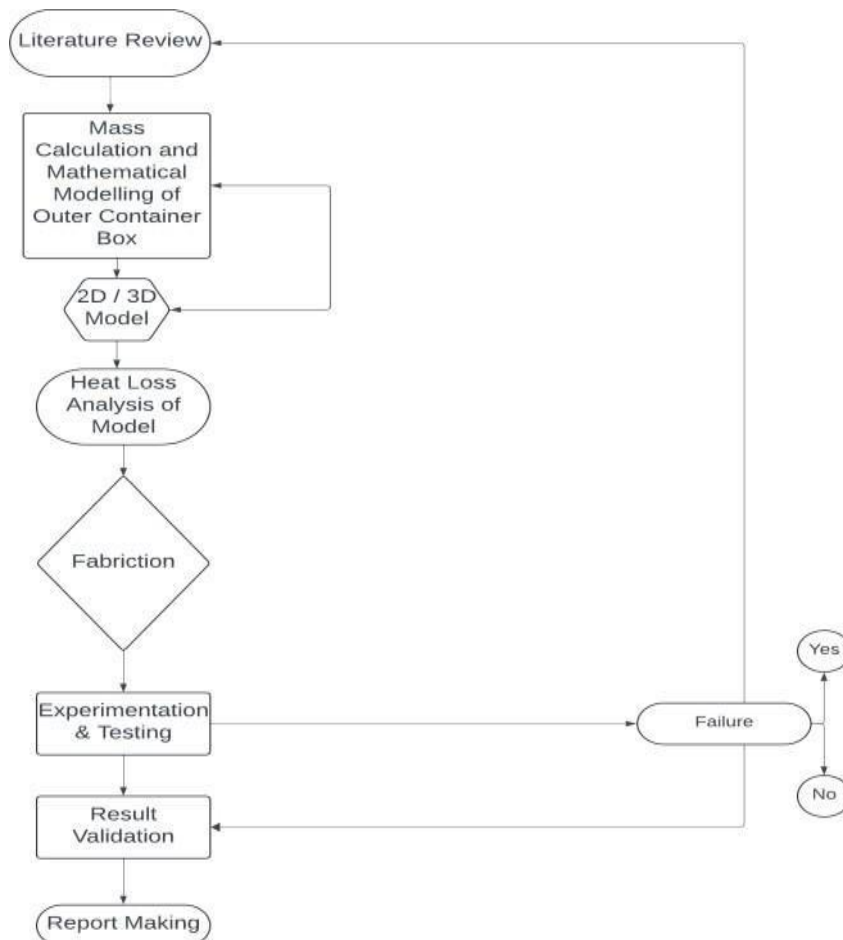 Literature Review
Mass
Calculation and
Mathematical
Modelling of
Outer Container
Box
2D / 3D
Model
Heat Loss
Analysis of
Model
Fabriction
Experimentation
& Testing
Failure
Yes
No
Result
Validation
Report Making